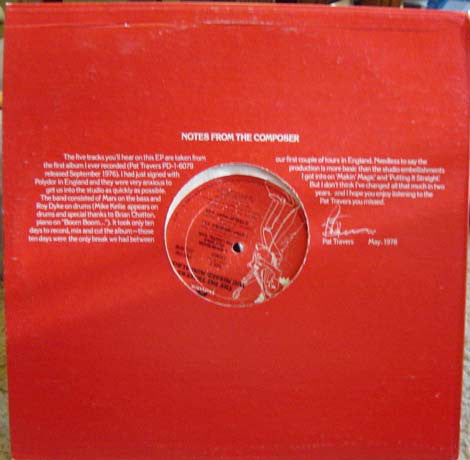 NOTES FROM THE COMPOSER
The five tracks you'll hear on this EP are taken from
the first album I ever recorded (Pat Travers PD-1-6079
released September 1976). I had just signed with
Polydor in England and they were very anxious to
get us into the studio as quickly as possible.
The band consisted of Mars on the bass and
Roy Dyke on drums (Mike Kellie appears on
drums and special thanks to Brian Chatton,
piano on "Boom Boom..."). It took only ten
days to record, mix and cut the album—those
ten days were the only break we had between
our first couple of tours in England. Needless to say the
production is more basic than the studio embellishments
I got into on 'Makin' Magic' and 'Putting It Straight'.
But I don't think I've changed all that much in two
years. and I hope you enjoy listening to the
Pat Travers you missed.
Pat Travers May, 1978